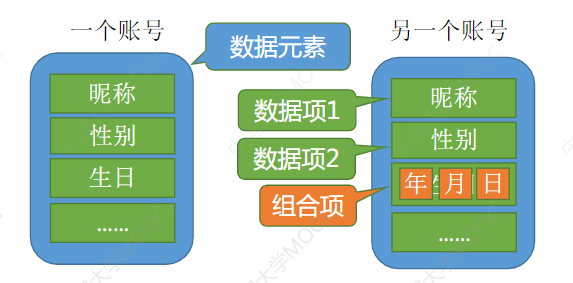 一个账号
另一个账号
数据元素
昵称
性别
生日
......
数据项1
数据项2
组合项
昵称
性别
年 月 日
......